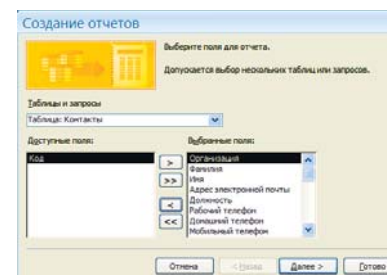 Создание отчетов
Выберите поля для отчета.
Допускается выбор нескольких таблиц или запросов.
Таблицы и запросы
Таблица: Контакты
Доступные поля:
Выбранные поля:
Код
Организация
Фамилия
Имя
Адрес электронной почты
Должность
Рабочий телефон
Домашний телефон
Мобильный телефон
>
>>
<
<<
Отмена
< Назад
Далее >
Готово